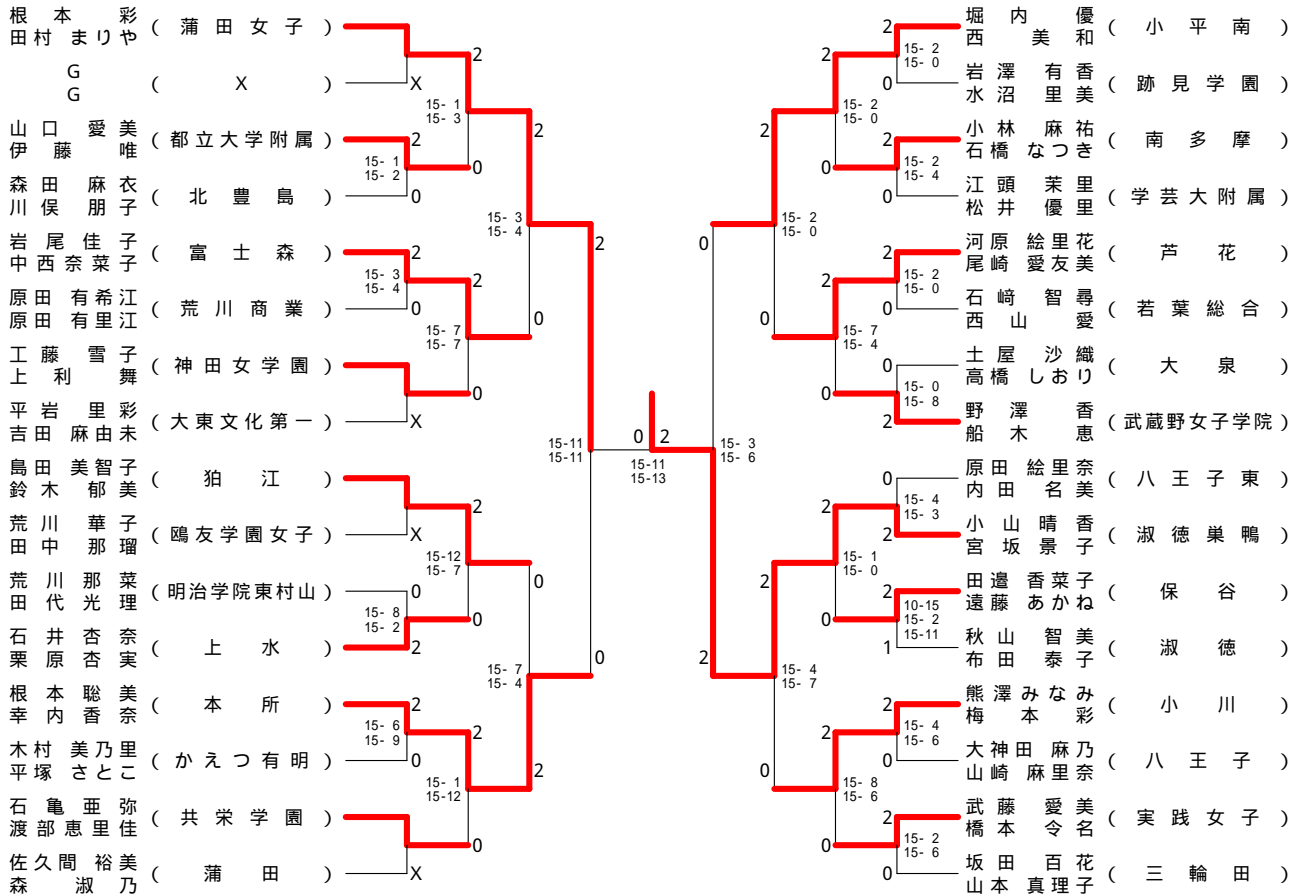 根本 彩
田村 まりや ( 蒲田女子 )
G
G ( X )
山口 愛美
伊藤 唯 ( 都立大学附属 )
森田 麻衣
川俣 朋子 ( 北豊島 )
岩尾佳子
中西奈菜子 ( 富士森 )
原田 有希江
原田 有里江 ( 荒川商業 )
工藤 雪子
上利 舞 ( 神田女学園 )
平岩 里彩
吉田 麻由未 ( 大東文化第一 )
島田 美智子
鈴木 郁美 ( 狛江 )
荒川 華子
田中 那瑠 ( 鴎友学園女子 )
荒川那菜
田代光理 ( 明治学院東村山 )
石井杏奈
栗原杏実 ( 上水 )
根本聡美
幸内香奈 ( 本所 )
木村 美乃里
平塚 さとこ ( かえつ有明 )
石亀亜弥
渡部恵里佳 ( 共栄学園 )
佐久間 裕美
森 淑乃 ( 蒲田 )
2
X
15- 1
15- 3
2
2
15- 1
15- 2
0
0
15- 3
15- 4
2
2
15- 3
15- 4
2
0
0
15- 7
15- 7
0
X
15-11
15-11
0 2
15-11
15-13
2
X
15-12
15- 7
0
0
15- 8
15- 2
0
2
15- 7
15- 4
0
2
15- 6
15- 9
2
0
15- 1
15-12
2
0
X
堀内 優
西 美和 ( 小平南 )
岩澤 有香
水沼 里美 ( 跡見学園 )
小林 麻祐
石橋 なつき ( 南多摩 )
江頭 茉里
松井 優里 ( 学芸大附属 )
河原 絵里花
尾崎 愛友美 ( 芦花 )
石﨑 智尋
西山 愛 ( 若葉総合 )
土屋 沙織
高橋 しおり ( 大泉 )
野澤 香
船木 恵 ( 武蔵野女子学院 )
原田 絵里奈
内田 名美 ( 八王子東 )
小山晴香
宮坂景子 ( 淑徳巣鴨 )
田邉 香菜子
遠藤 あかね ( 保谷 )
秋山 智美
布田 泰子 ( 淑徳 )
熊澤みなみ
梅本 彩 ( 小川 )
大神田 麻乃
山崎 麻里奈 ( 八王子 )
武藤 愛美
橋本 令名 ( 実践女子 )
坂田 百花
山本 真理子 ( 三輪田 )
2
15- 2
15- 0
2
0
15- 2
15- 0
2
2
15- 2
15- 4
2
0
15- 2
15- 0
0
2
15- 2
15- 0
2
0
0
15- 7
15- 4
0
15- 0
15- 8
0
2
15- 3
15- 6
0
15- 4
15- 3
2
2
15- 1
15- 0
2
2
10-15
15- 2
15-11
0
1
2
15- 4
15- 7
2
15- 4
15- 6
2
0
0
15- 8
15- 6
2
15- 2
15- 6
0
0